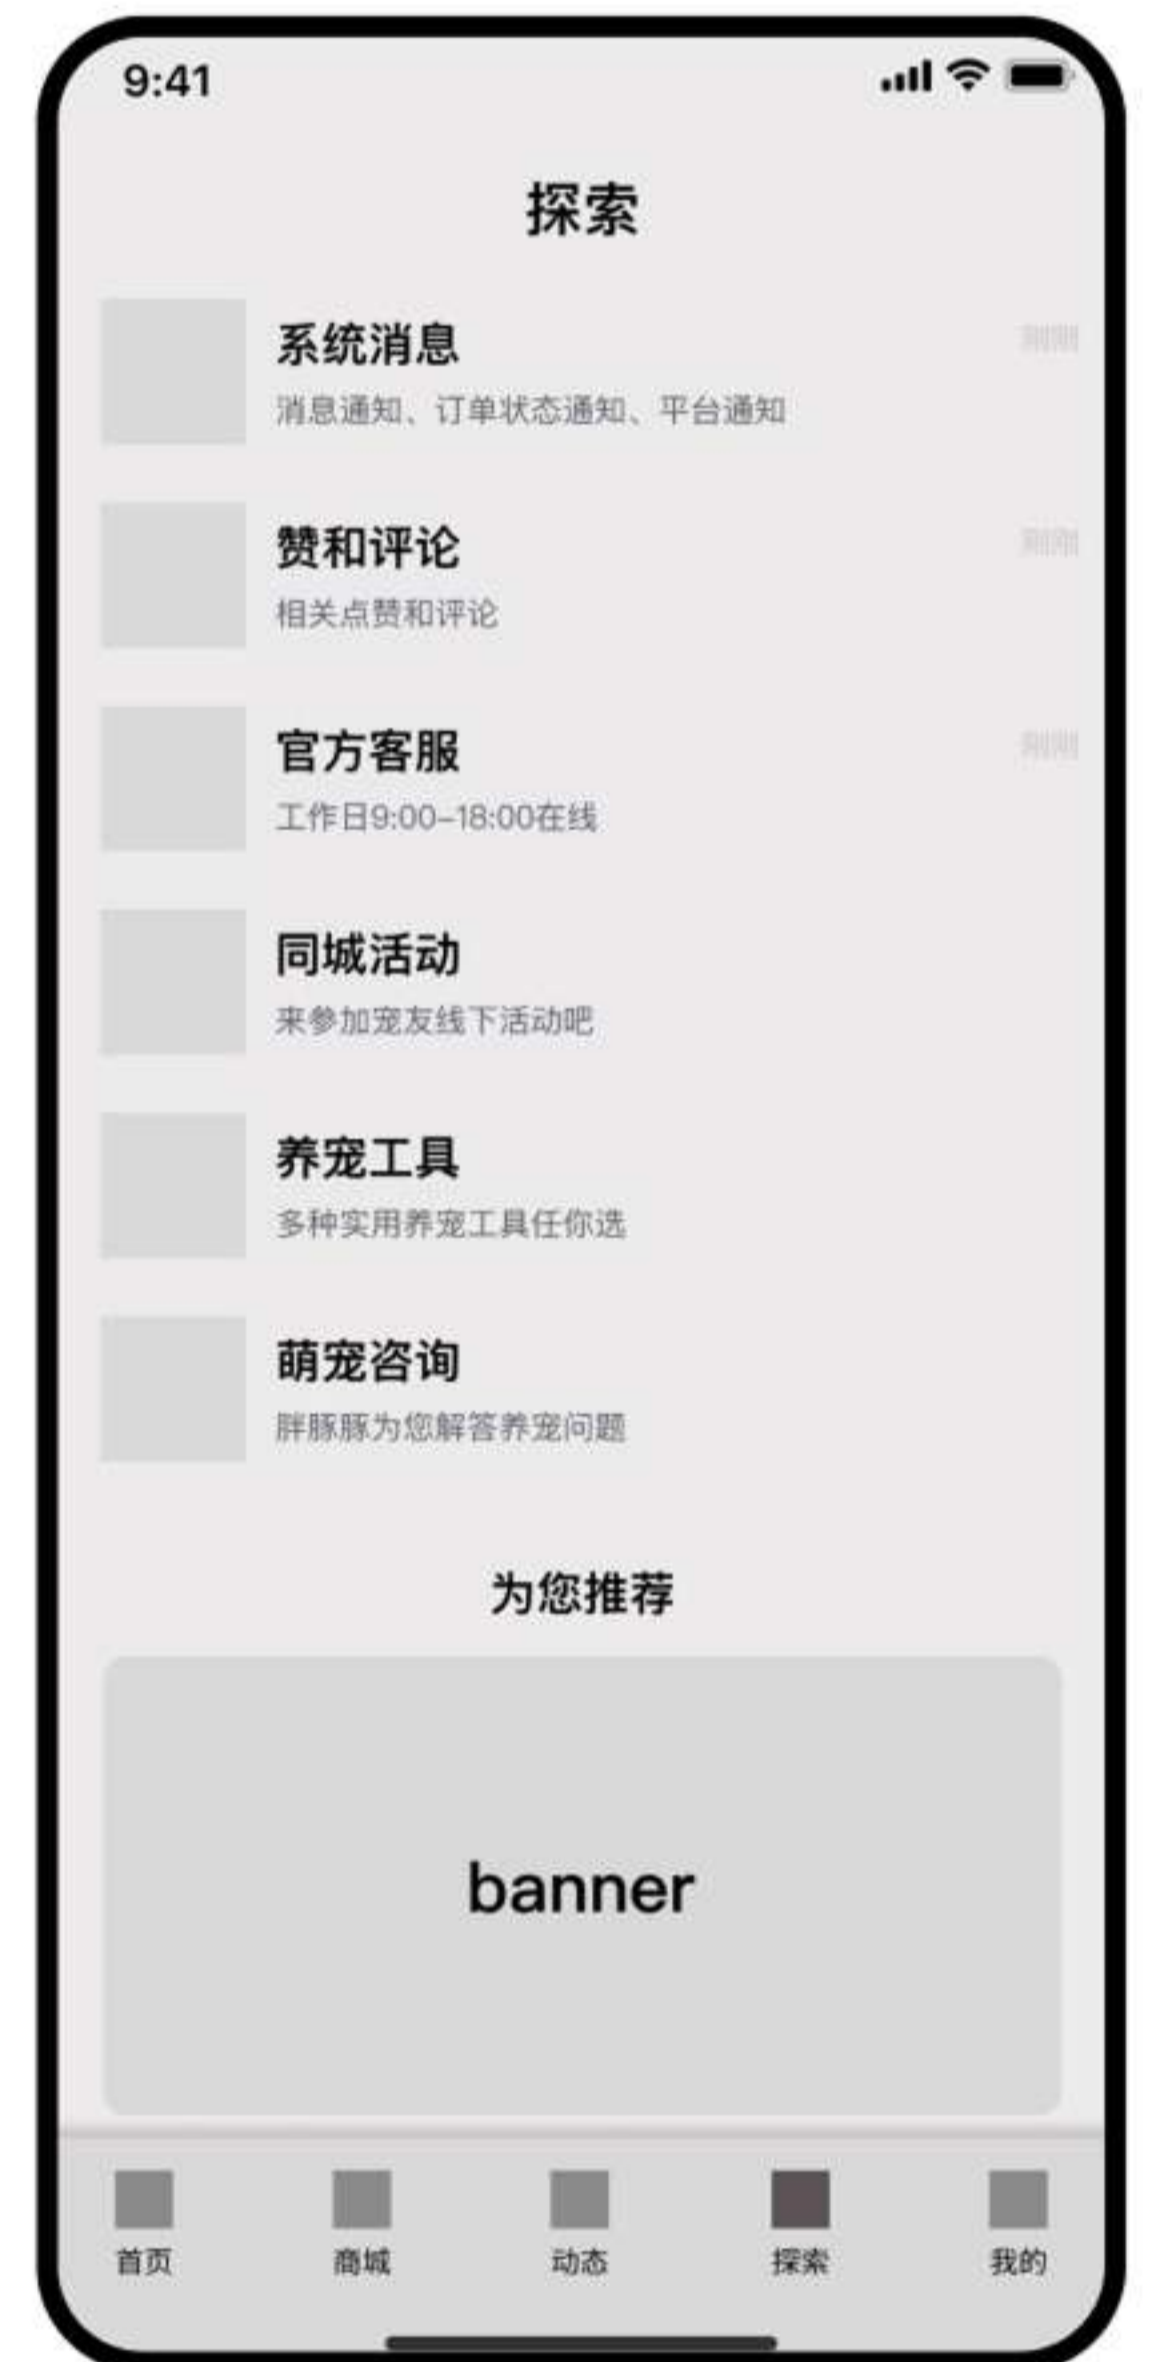 9:41
探索
系统消息
刚刚
消息通知、订单状态通知、平台通知
赞和评论
刚刚
相关点赞和评论
官方客服
刚刚
工作日9:00–18:00在线
同城活动
来参加宠友线下活动吧
养宠工具
多种实用养宠工具任你选
萌宠咨询
胖豚豚为您解答养宠问题
为您推荐
banner
首页 商城 动态 探索 我的